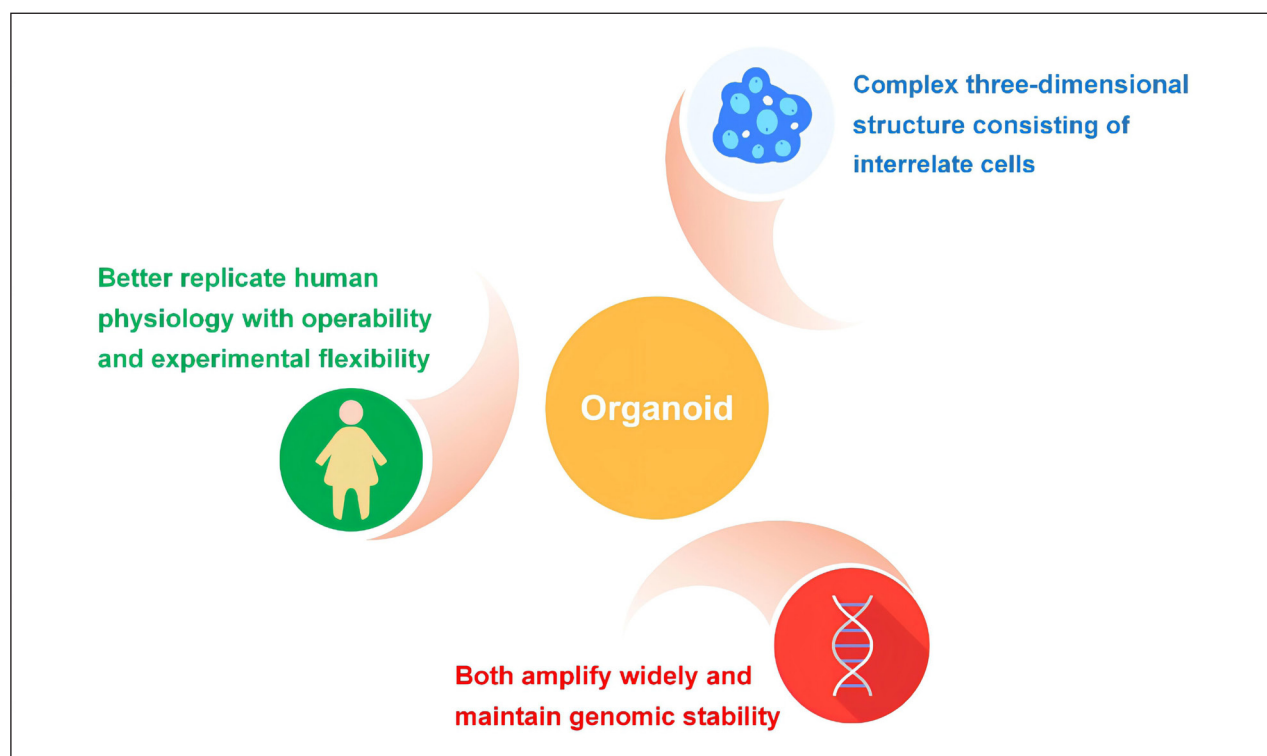 Complex three-dimensional
structure consisting of
interrelate cells
Better replicate human
physiology with operability
and experimental flexibility
Organoid
Both amplify widely and
maintain genomic stability